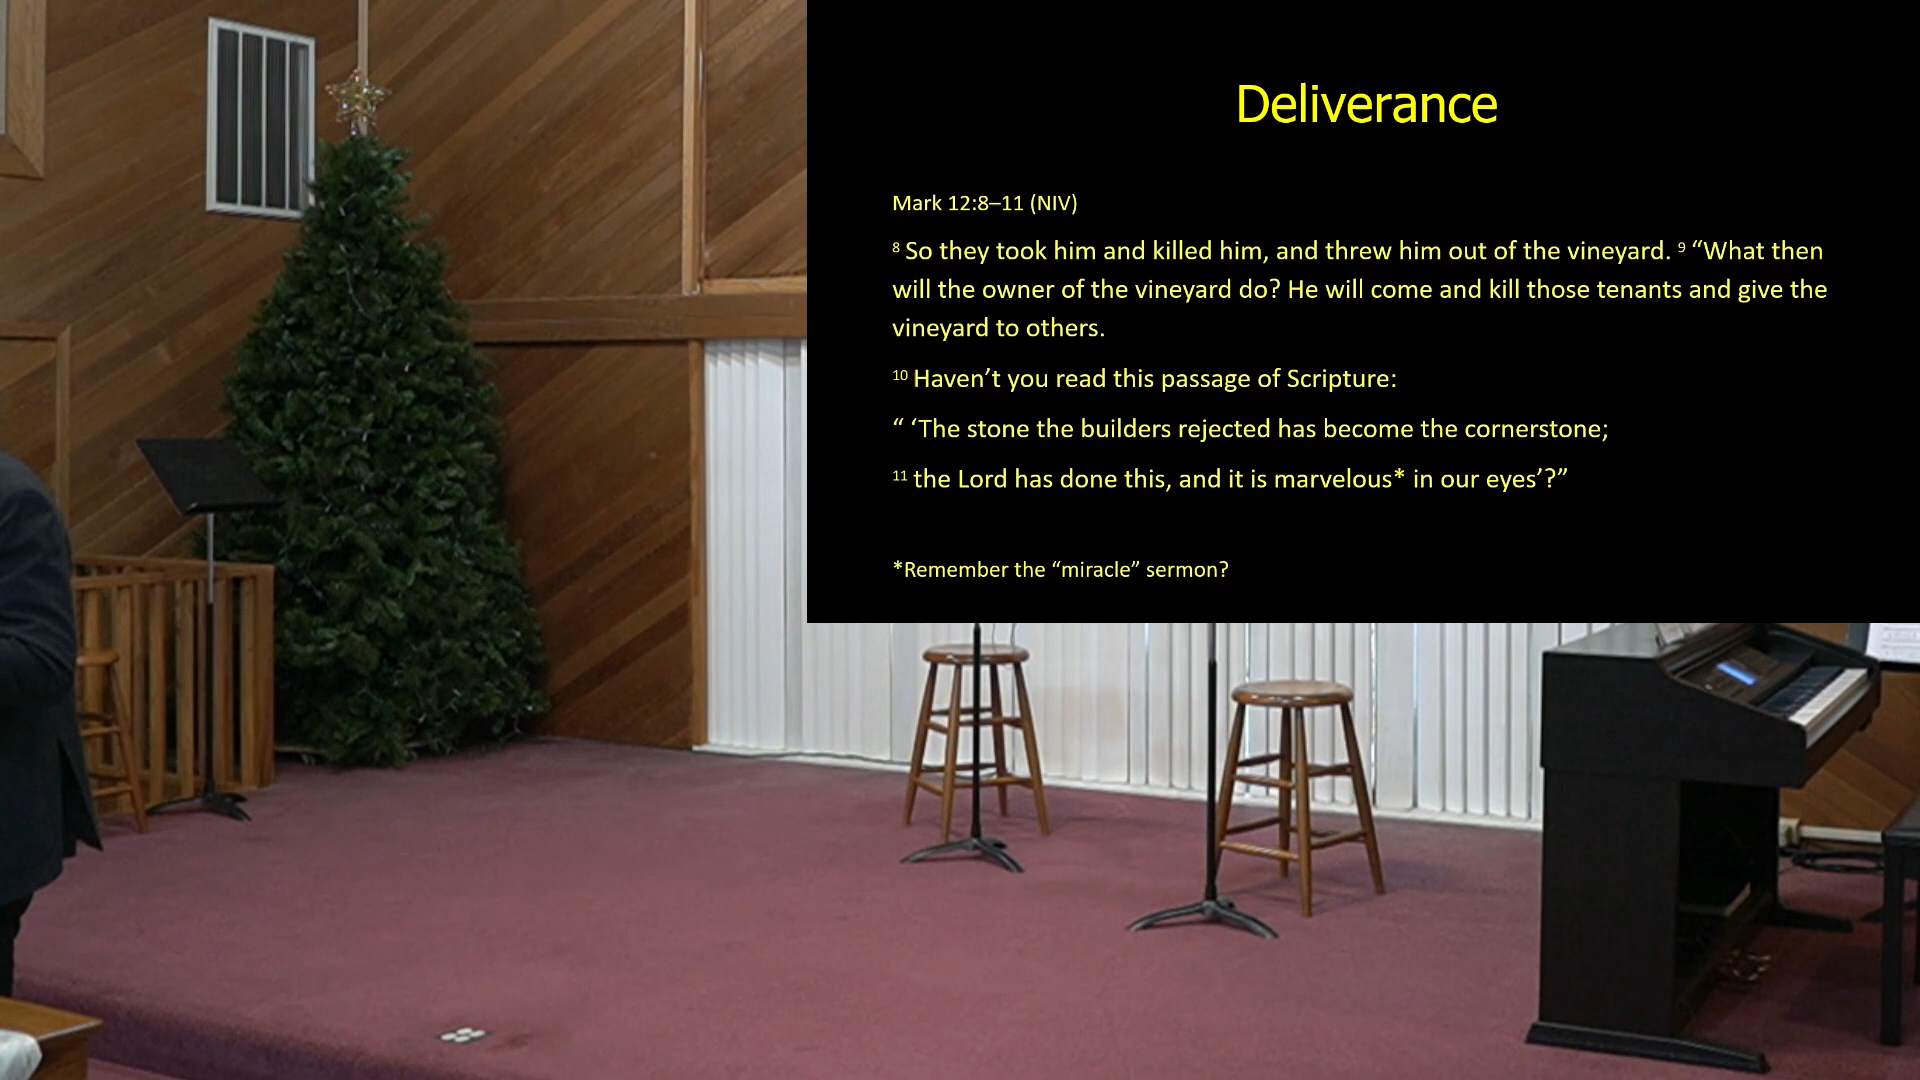 Deliverance
Mark 12:8–11 (NIV)
⁸ So they took him and killed him, and threw him out of the vineyard. ⁹ “What then
will the owner of the vineyard do? He will come and kill those tenants and give the
vineyard to others.
¹⁰ Haven’t you read this passage of Scripture:
“ ‘The stone the builders rejected has become the cornerstone;
¹¹ the Lord has done this, and it is marvelous* in our eyes’?”
*Remember the “miracle” sermon?